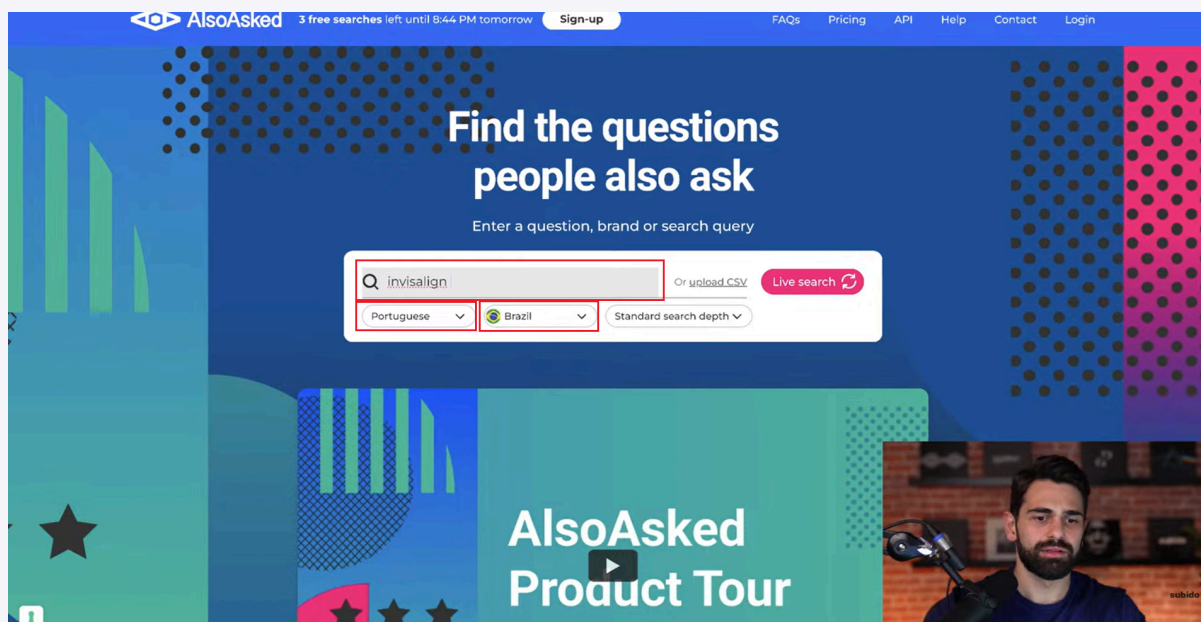 AlsoAsked 3 free searches left until 8:44 PM tomorrow Sign-up FAQs Pricing API Help Contact Login
Find the questions
people also ask
Enter a question, brand or search query
invisalign Or upload CSV Live search
Portuguese Brazil Standard search depth
AlsoAsked
Product Tour
subido